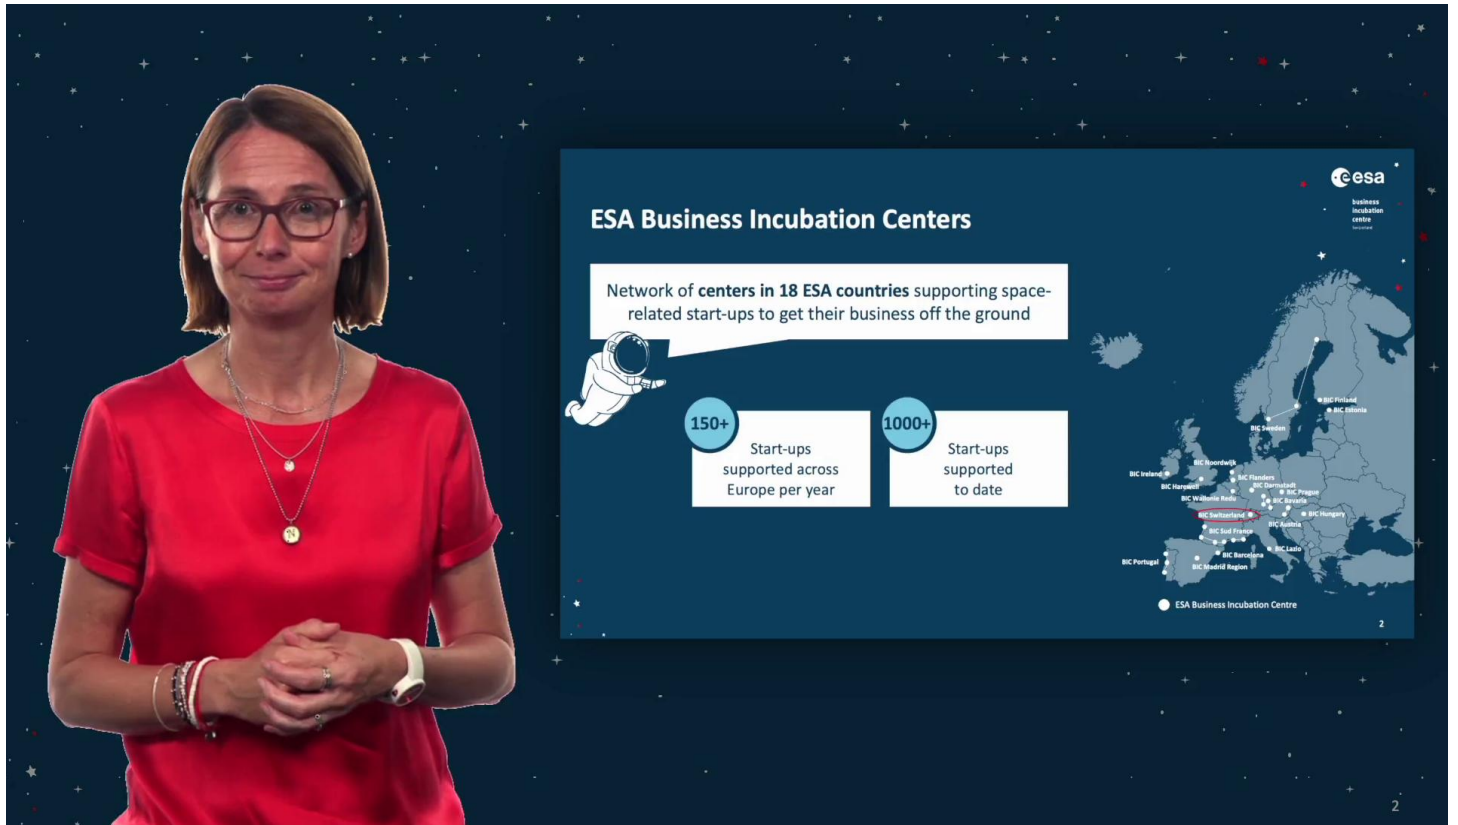 esa
business
incubation
centre
Switzerland
ESA Business Incubation Centers
Network of centers in 18 ESA countries supporting space-
related start-ups to get their business off the ground
150+
Start-ups
supported across
Europe per year
1000+
Start-ups
supported
to date
BIC Finland
BIC Estonia
BIC Sweden
BIC Noordwijk
BIC Ireland
BIC Flanders
BIC Harwell
BIC Darmstadt
BIC Prague
BIC Wallonie Redu
BIC Bavaria
BIC Switzerland
BIC Hungary
BIC Austria
BIC Sud France
BIC Lazio
BIC Barcelona
BIC Portugal
BIC Madrid Region
ESA Business Incubation Centre
2
N
2